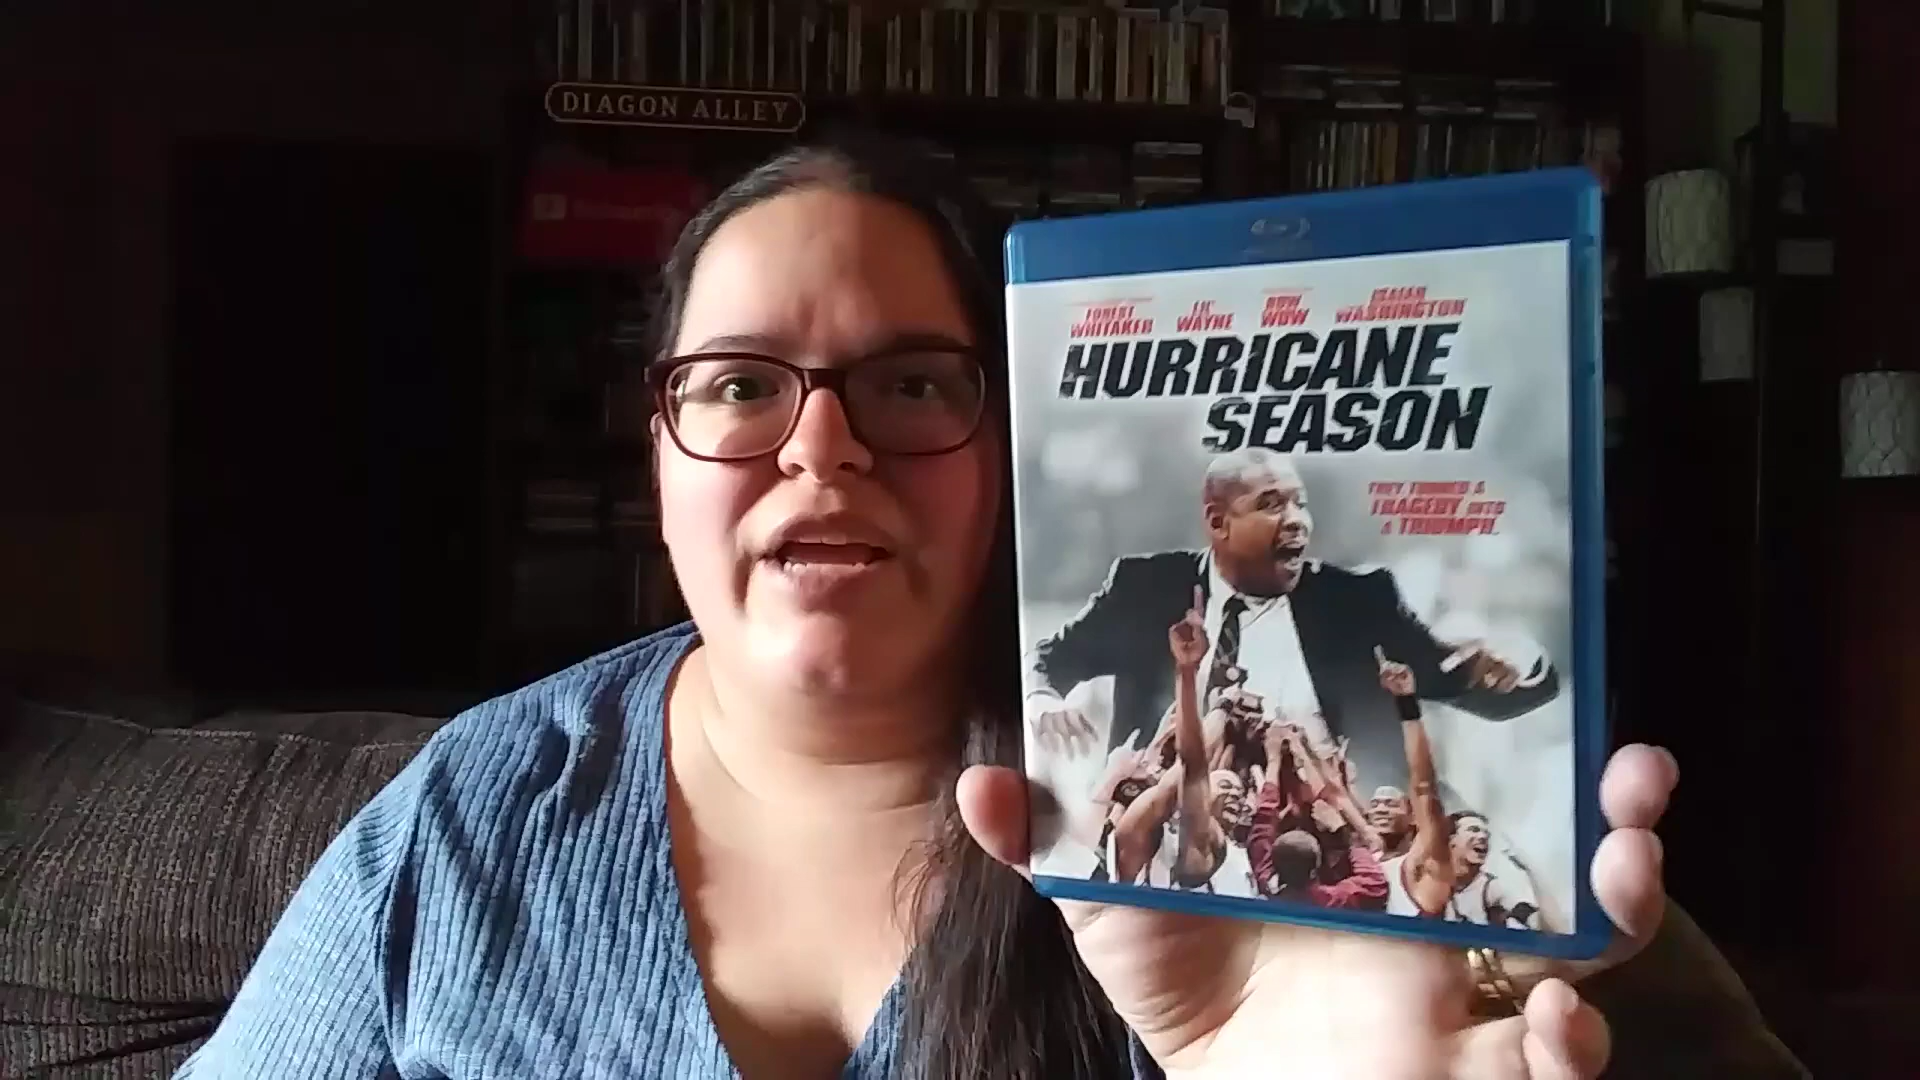 DIAGON ALLEY
FOREST WHITAKER
LIL' WAYNE
BOW WOW
ISAIAH WASHINGTON
HURRICANE
SEASON
THEY TURNED A
TRAGEDY INTO
A TRIUMPH.